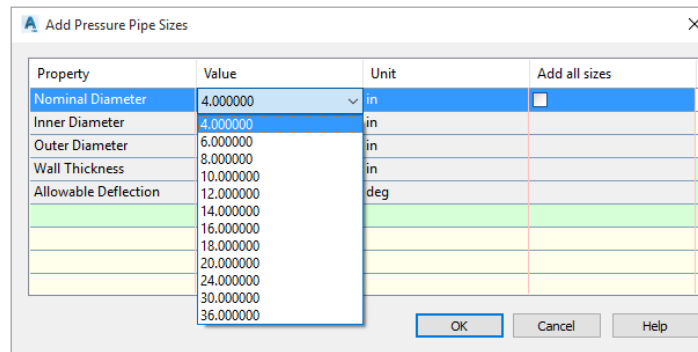 Add Pressure Pipe Sizes
Property Value Unit Add all sizes
Nominal Diameter 4.000000 in
Inner Diameter 4.000000 in
Outer Diameter 6.000000 in
8.000000
Wall Thickness 10.000000 in
Allowable Deflection 12.000000 deg
14.000000
16.000000
18.000000
20.000000
24.000000
30.000000
36.000000
OK Cancel Help